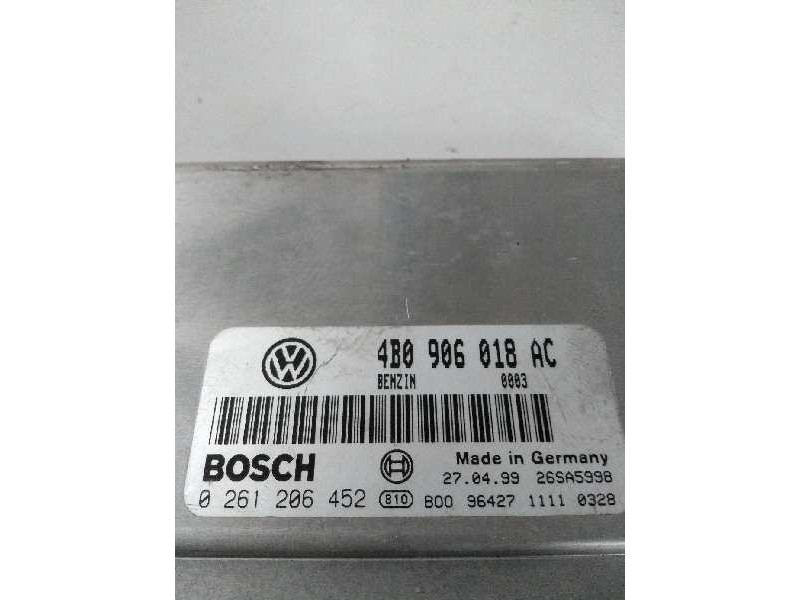 4B0 906 018 AC
BENZIN 0003
BOSCH
Made in Germany
27.04.99 26SA5998
0 261 206 452 B10 B00 96427 1111 0328